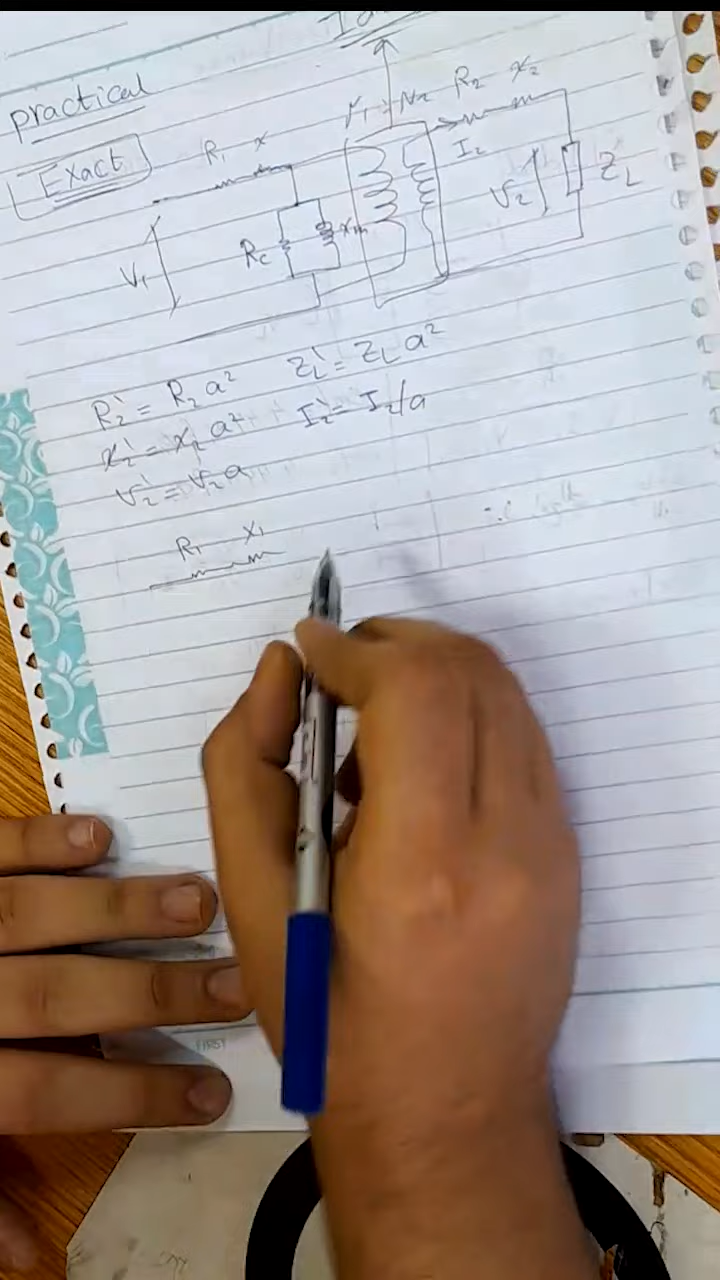 practical
Exact
R₁ x
N₂ R₂ x₂
I₂
V₁
Rc xm
V₂
ZL
R₂' = R₂ a² ZL' = ZL a²
x₂' = x₂ a² I₂' = I₂/a
V₂' = V₂ a
R₁ X₁
FIRST